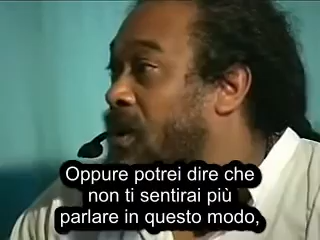 Oppure potrei dire che
non ti sentirai più
parlare in questo modo,